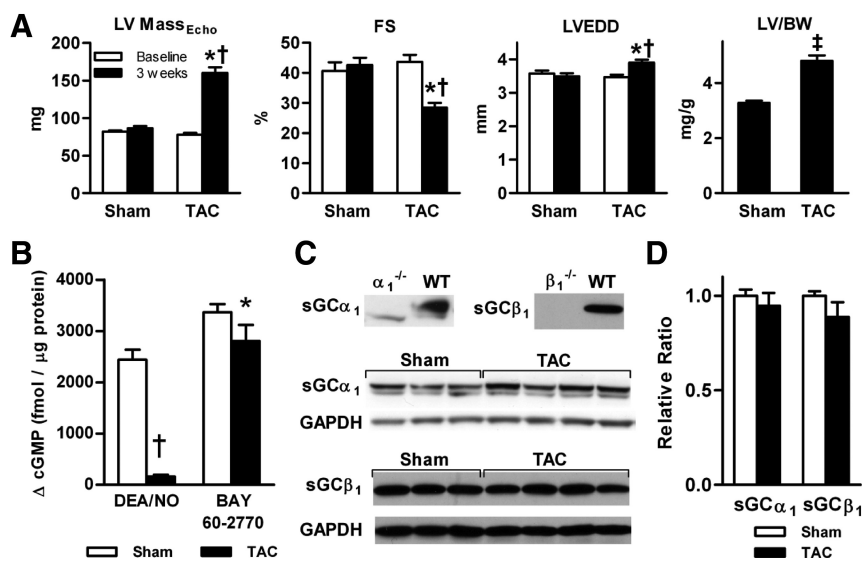 A
LV MassEcho
mg
200
150
100
50
0
Baseline
3 weeks
*†
Sham TAC
FS
%
50
40
30
20
10
0
*†
Sham TAC
LVEDD
mm
5
4
3
2
1
0
*†
Sham TAC
LV/BW
mg/g
6
4
2
0
‡
Sham TAC
B
Δ cGMP (fmol / µg protein)
4000
3000
2000
1000
0
†
*
DEA/NO BAY
60-2770
Sham TAC
C
α1-/- WT
sGCα1
β1-/- WT
sGCβ1
Sham TAC
sGCα1
GAPDH
Sham TAC
sGCβ1
GAPDH
D
Relative Ratio
1.0
0.5
0.0
sGCα1 sGCβ1
Sham
TAC